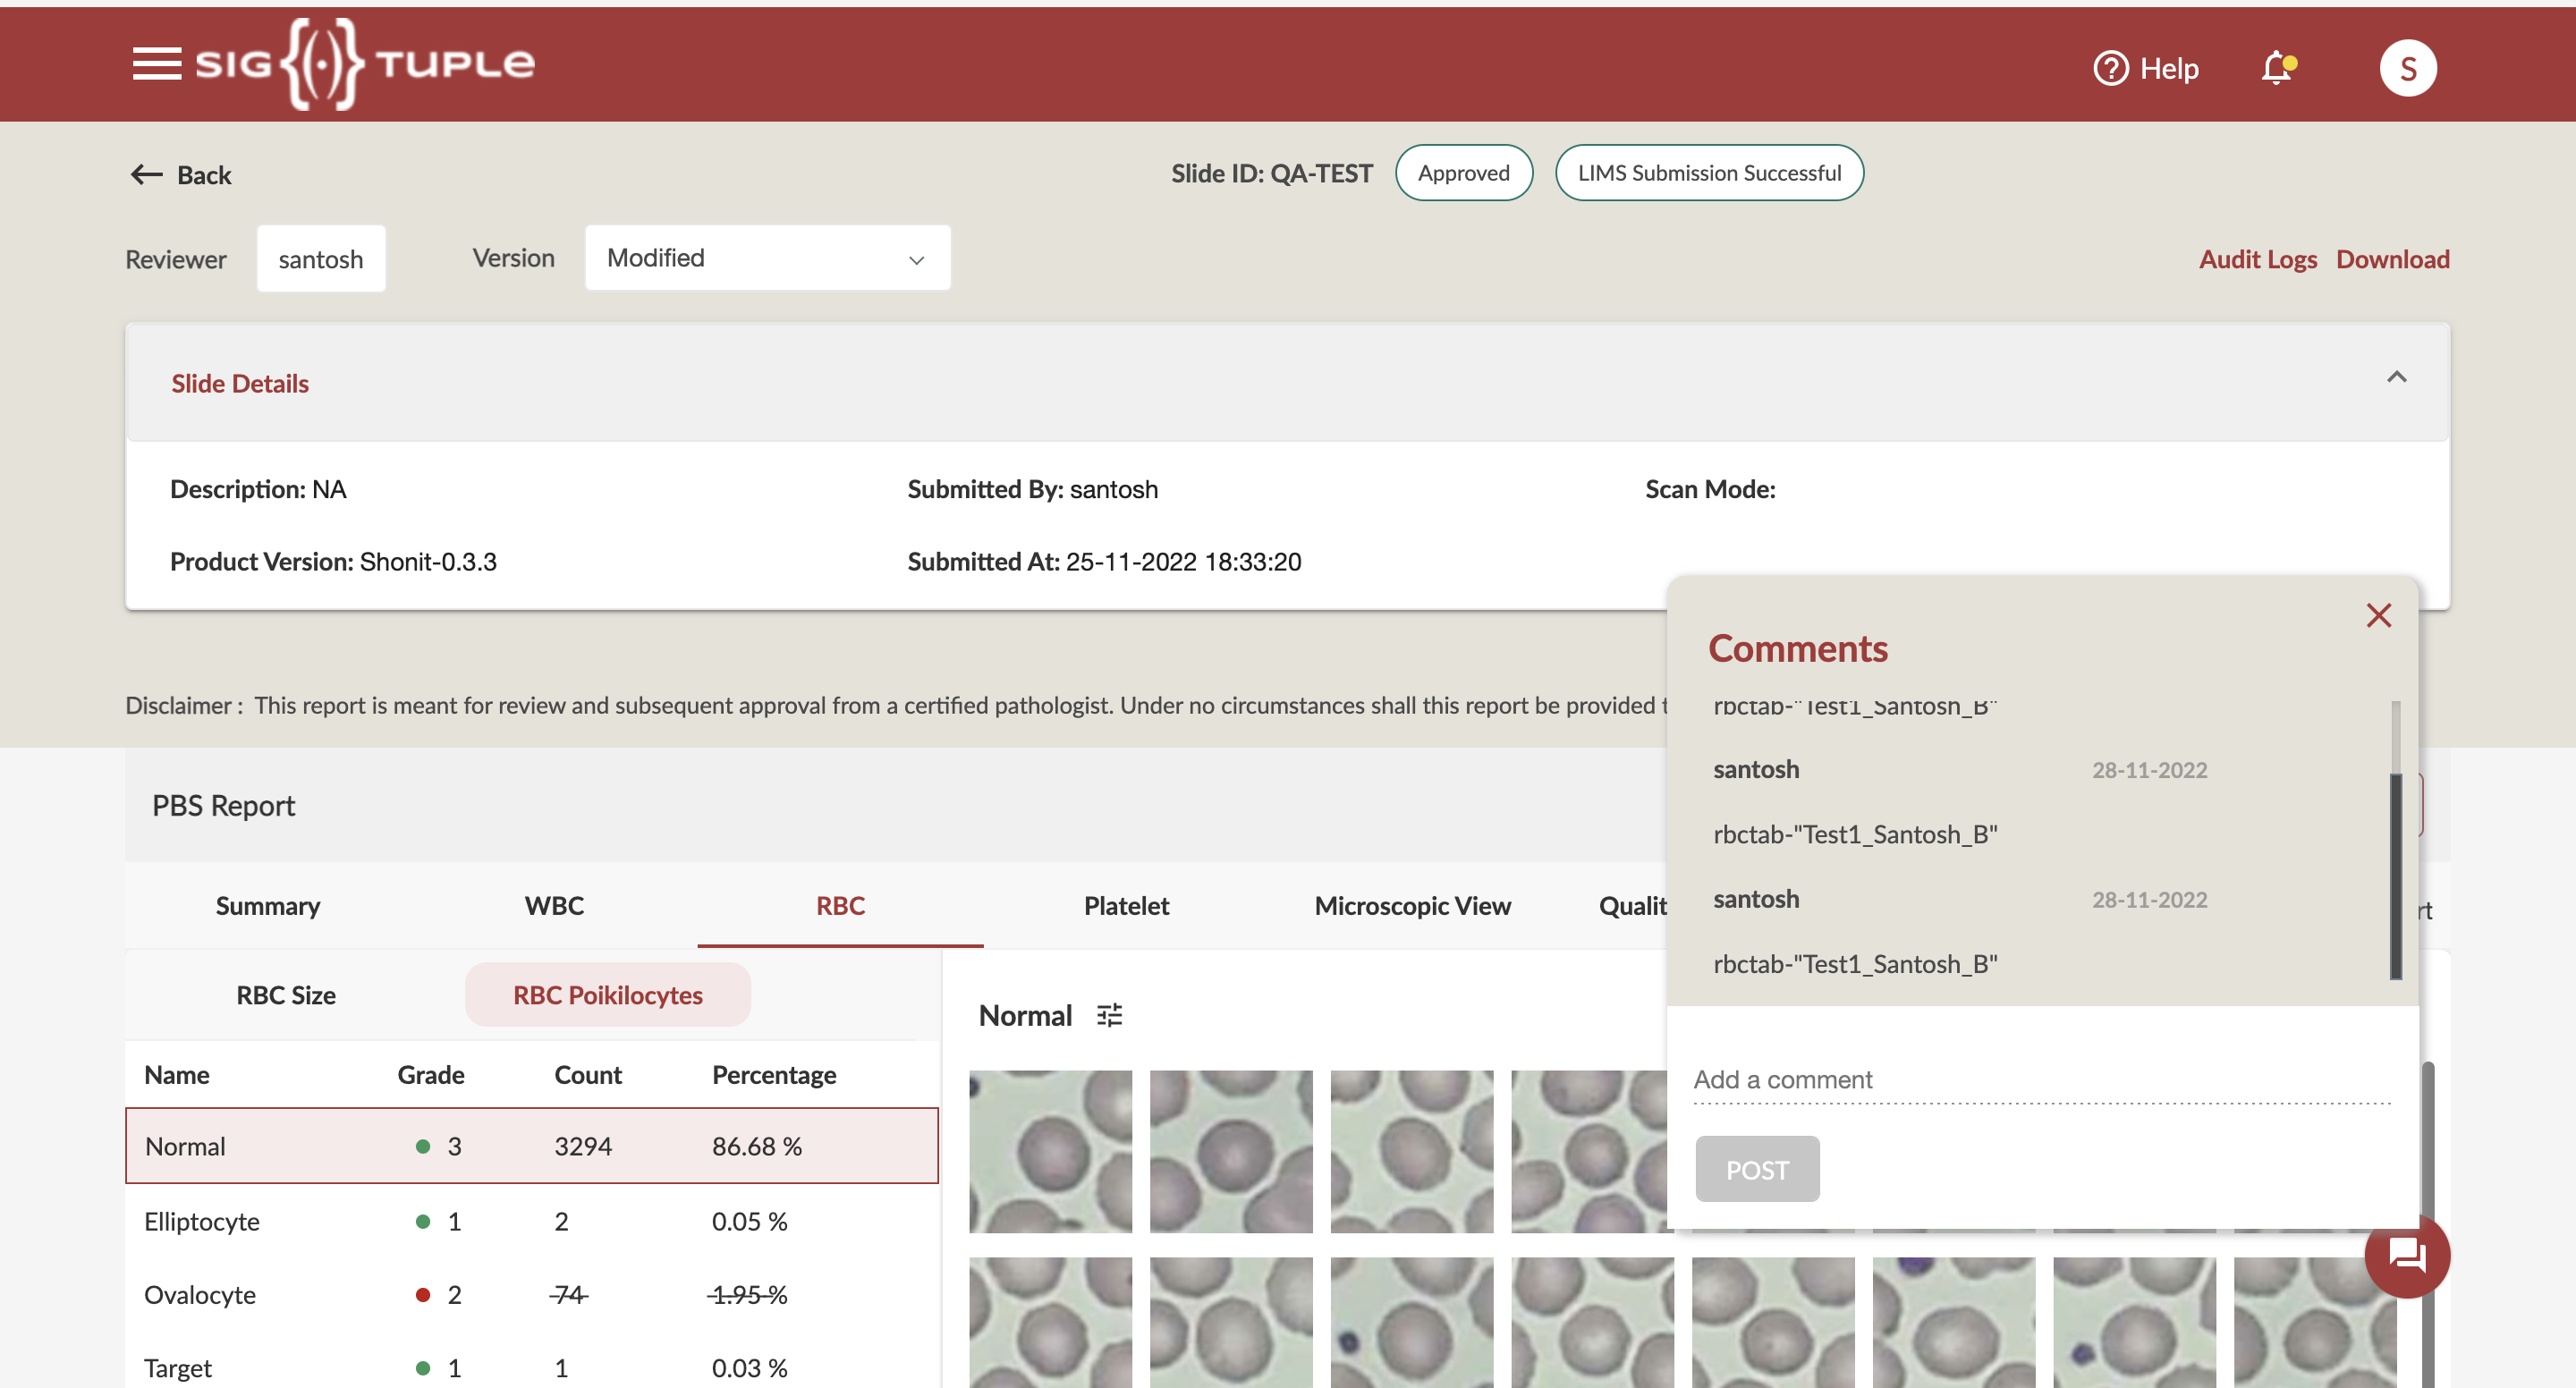 SIG TUPLE
Help
S
Back
Slide ID: QA-TEST
Approved
LIMS Submission Successful
Reviewer
santosh
Version
Modified
Audit Logs
Download
Slide Details
Description: NA
Submitted By: santosh
Scan Mode:
Product Version: Shonit-0.3.3
Submitted At: 25-11-2022 18:33:20
Disclaimer : This report is meant for review and subsequent approval from a certified pathologist. Under no circumstances shall this report be provided
PBS Report
Summary
WBC
RBC
Platelet
Microscopic View
RBC Size
RBC Poikilocytes
Name Grade Count Percentage
Normal 3 3294 86.68 %
Elliptocyte 1 2 0.05 %
Ovalocyte 2 74 1.95 %
Target 1 1 0.03 %
Normal
Comments
rbctab-"Test1_Santosh_B"
santosh 28-11-2022
rbctab-"Test1_Santosh_B"
santosh 28-11-2022
rbctab-"Test1_Santosh_B"
Add a comment
POST